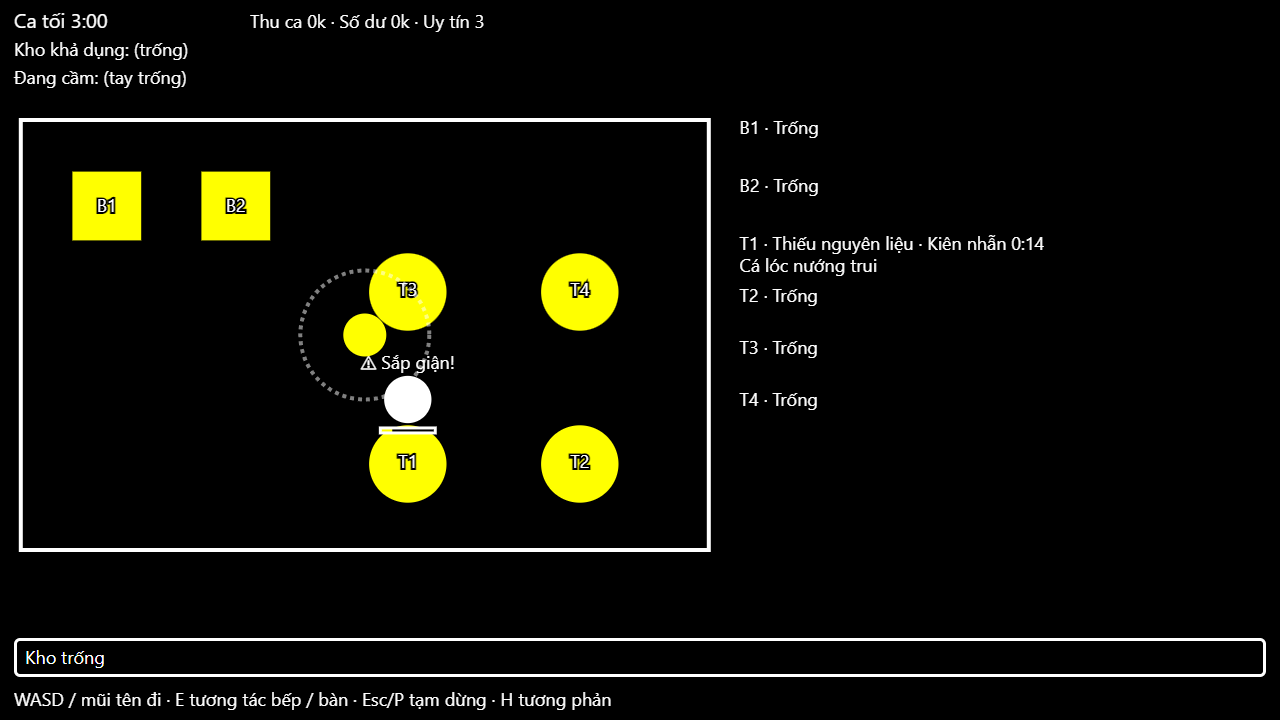 Ca tối 3:00
Thu ca 0k · Số dư 0k · Uy tín 3
Kho khả dụng: (trống)
Đang cầm: (tay trống)
B1
B2
T3
T4
⚠ Sắp giận!
T1
T2
B1 · Trống
B2 · Trống
T1 · Thiếu nguyên liệu · Kiên nhẫn 0:14
Cá lóc nướng trui
T2 · Trống
T3 · Trống
T4 · Trống
Kho trống
WASD / mũi tên đi · E tương tác bếp / bàn · Esc/P tạm dừng · H tương phản